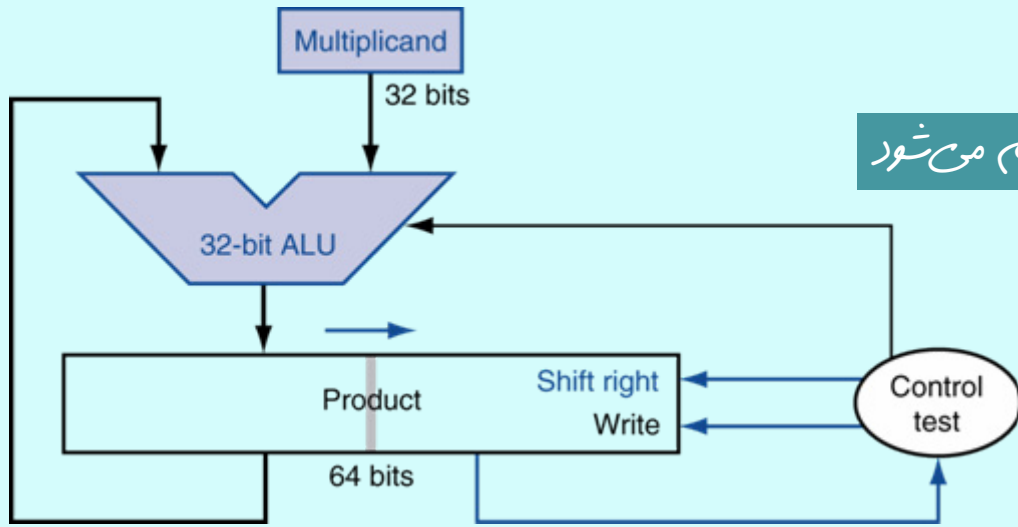 Multiplicand
32 bits
می‌شود
32-bit ALU
Product
Shift right
Write
Control
test
64 bits